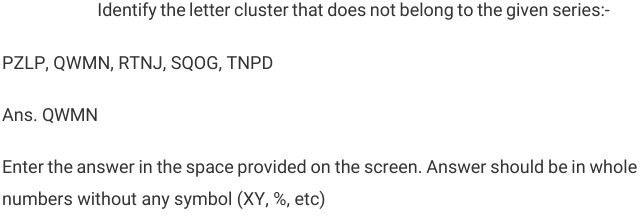 Identify the letter cluster that does not belong to the given series:-
PZLP, QWMN, RTNJ, SQOG, TNPD
Ans. QWMN
Enter the answer in the space provided on the screen. Answer should be in whole
numbers without any symbol (XY, %, etc)